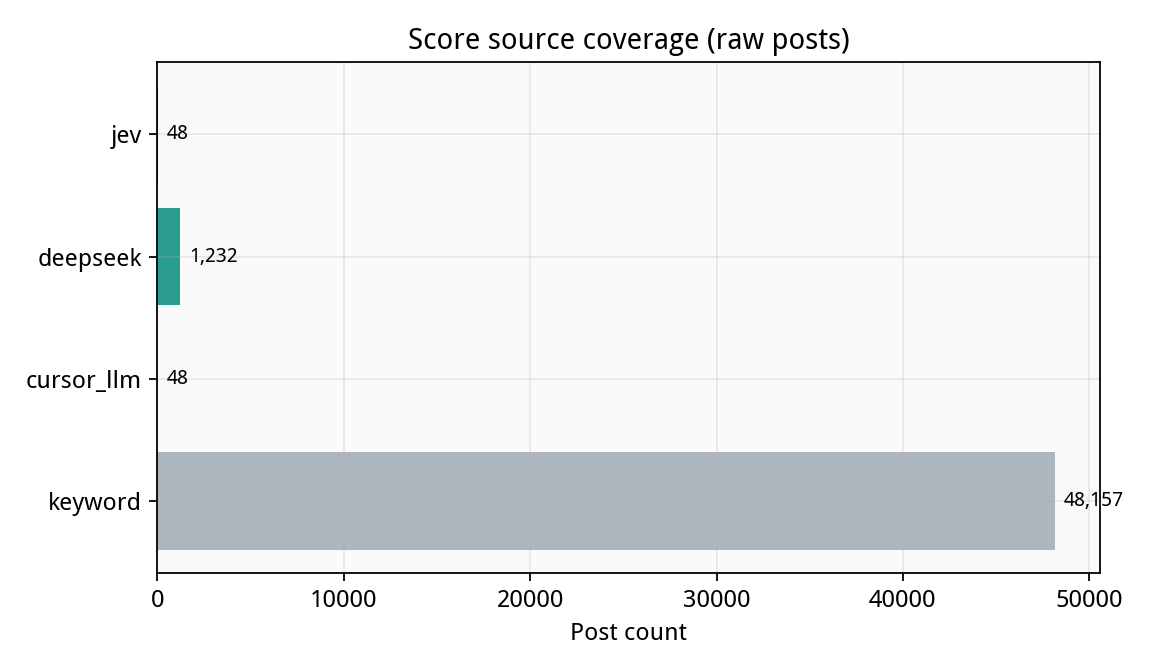 Score source coverage (raw posts)
jev 48
deepseek 1,232
cursor_llm 48
keyword 48,157
0 10000 20000 30000 40000 50000
Post count